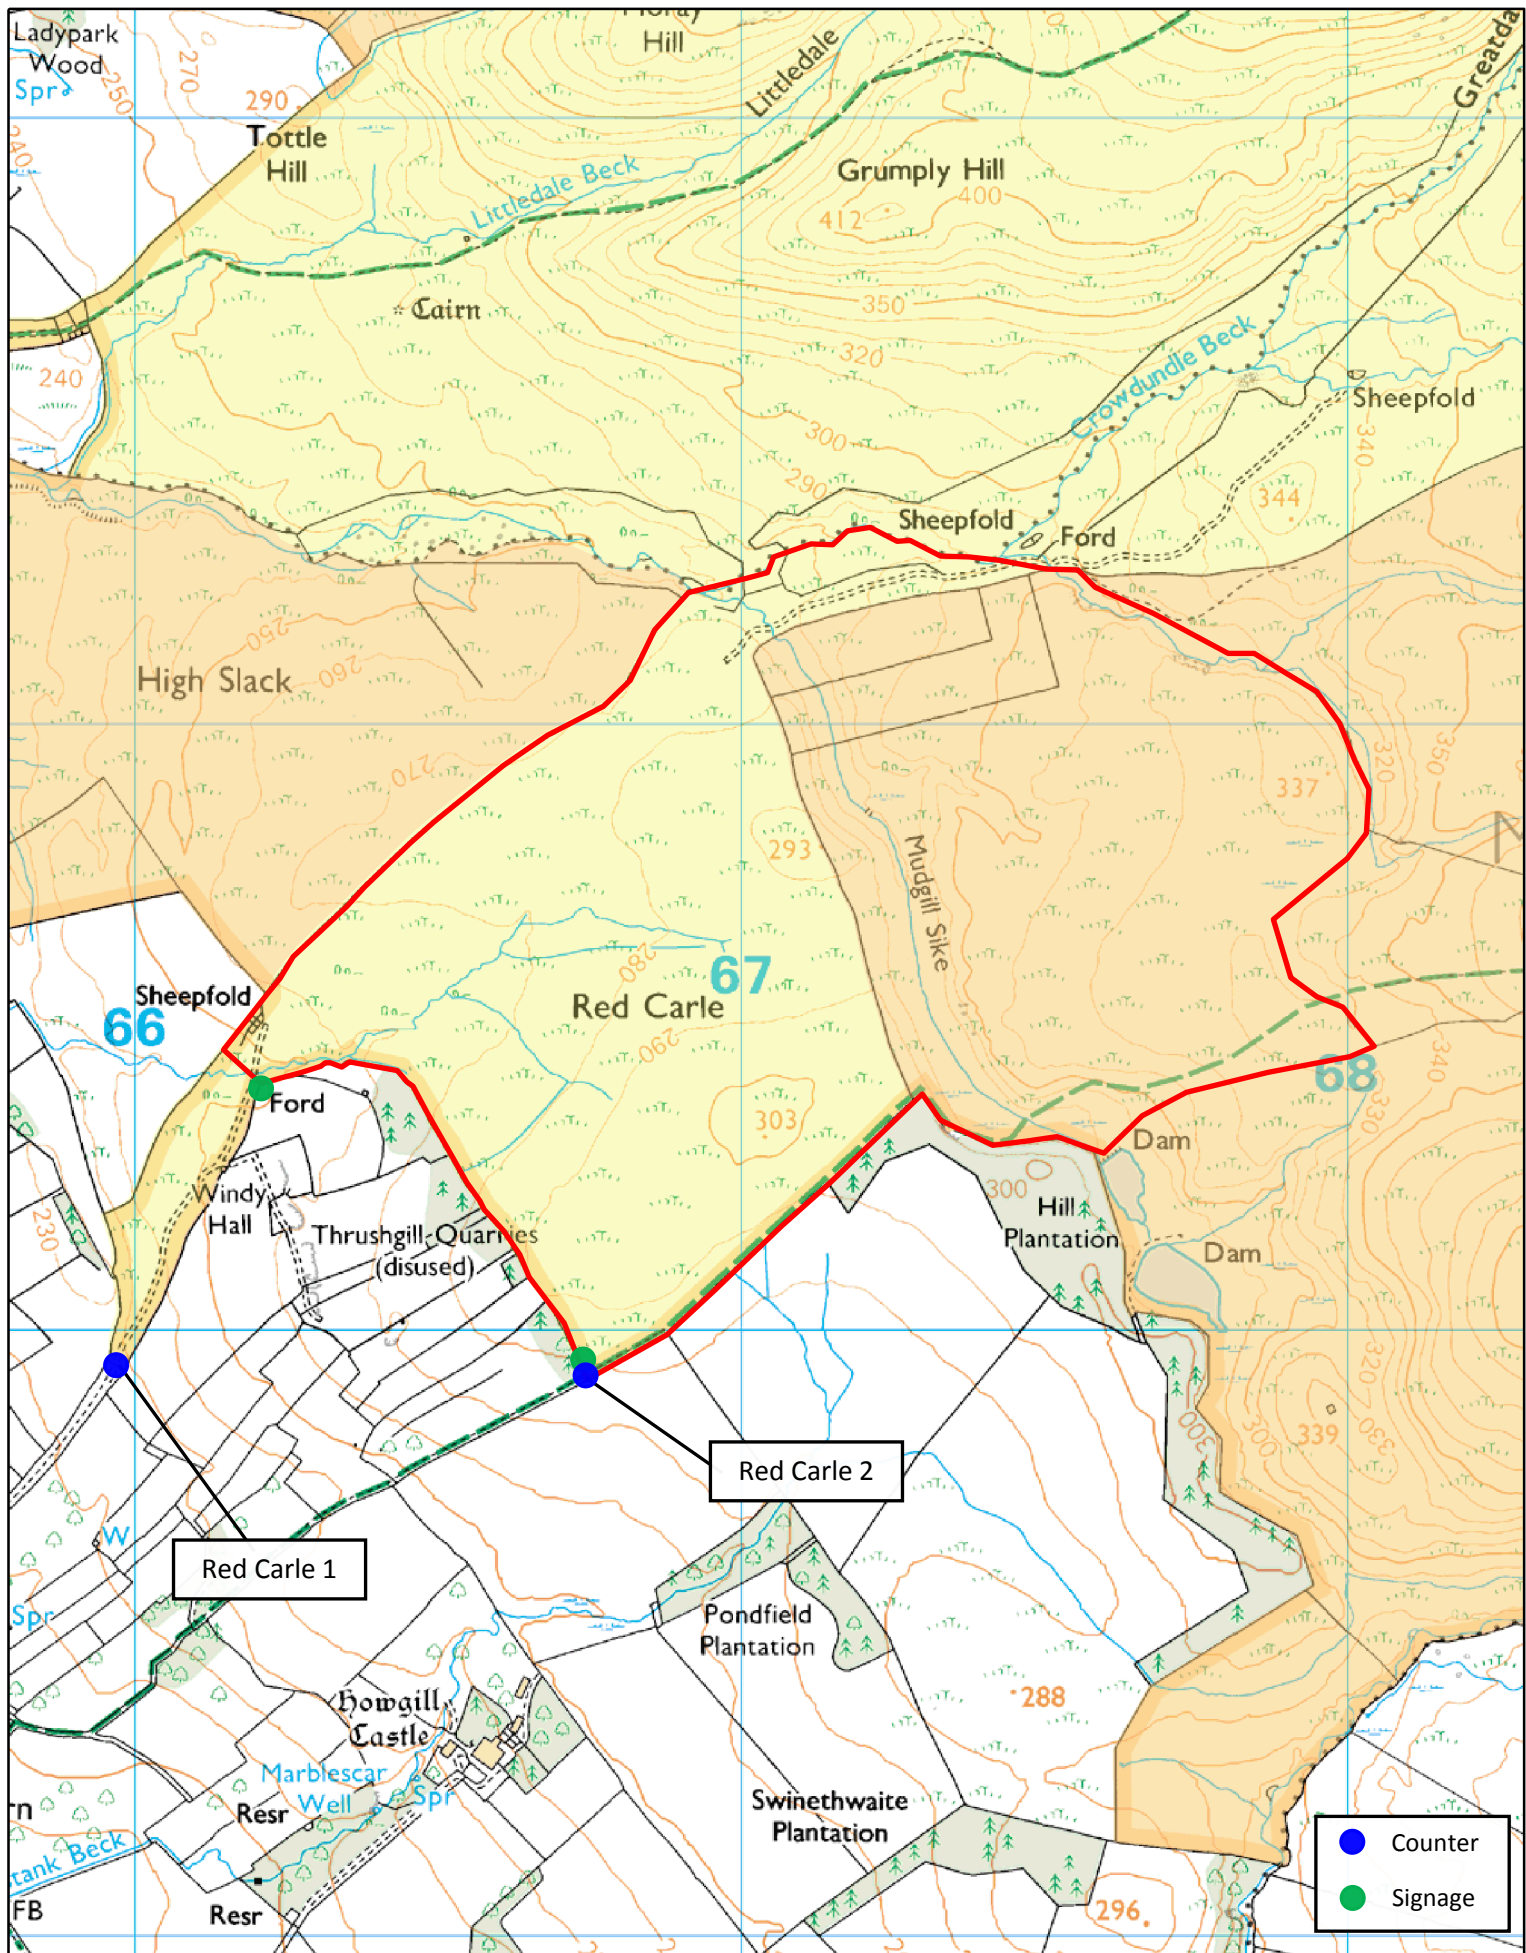 Ladypark
Wood
Spr
250
270
290
240
Tottle
Hill
Hill
Littledale
Littledale Beck
Grumply Hill
412
400
Cairn
350
320
300
290
240
Crowdundle Beck
Sheepfold
340
344
Sheepfold
Ford
High Slack
250
260
270
293
337
320
350
Mudgill Sike
280
67
Red Carle
290
Sheepfold
66
Ford
303
68
340
330
Dam
300
Hill
Plantation
Dam
Windy
Hall
230
Thrushgill Quarries
(disused)
Red Carle 2
Red Carle 1
W
Spr
300
300
339
320
330
330
Pondfield
Plantation
288
Howgill
Castle
Marblescar
Well
Spr
Resr
Swinethwaite
Plantation
tank Beck
FB
Resr
296
Counter
Signage